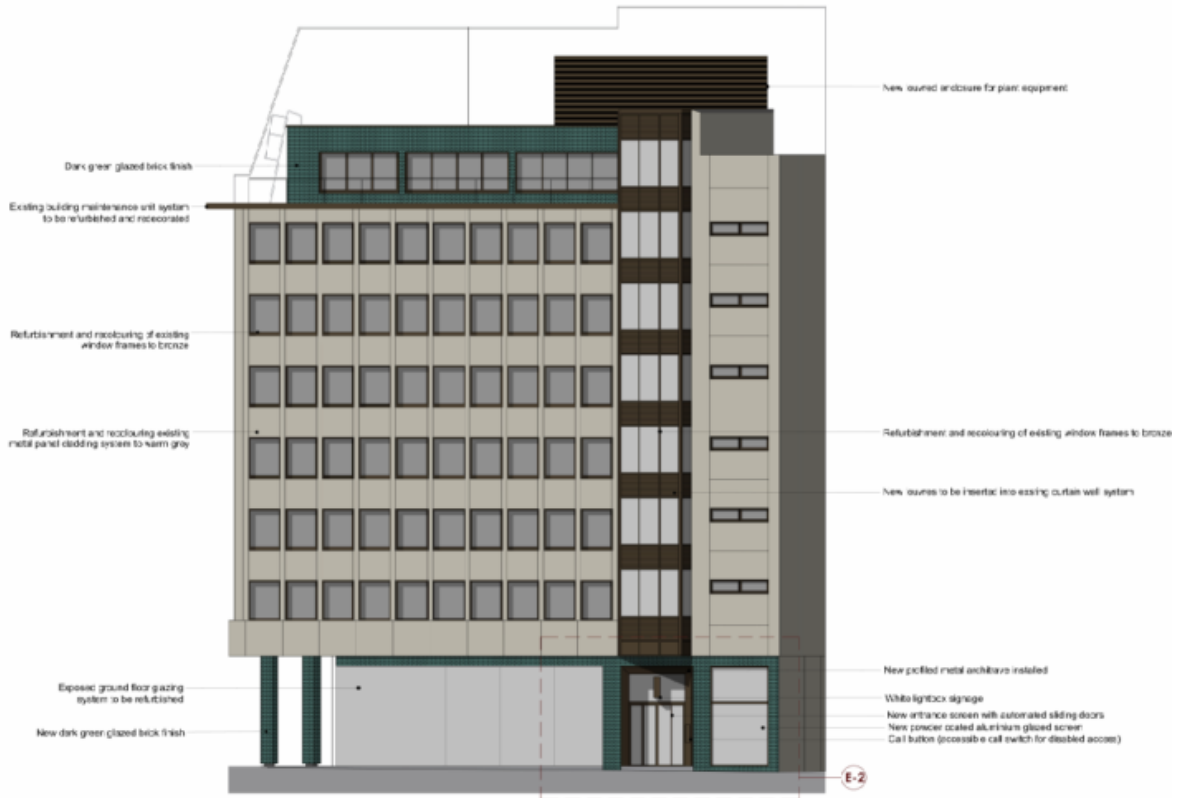 New louvred enclosure for plant equipment
Dark green glazed brick finish
Existing building maintenance unit system
to be refurbished and redecorated
Refurbishment and recolouring of existing
window frames to bronze
Refurbishment and recolouring existing
metal panel cladding system to warm grey
Refurbishment and recolouring of existing window frames to bronze
New louvres to be inserted into existing curtain wall system
Exposed ground floor glazing
system to be refurbished
New dark green glazed brick finish
New profiled metal architrave installed
White lightbox signage
New entrance screen with automated sliding doors
New powder coated aluminium glazed screen
Call button (accessible call switch for disabled access)
E-2